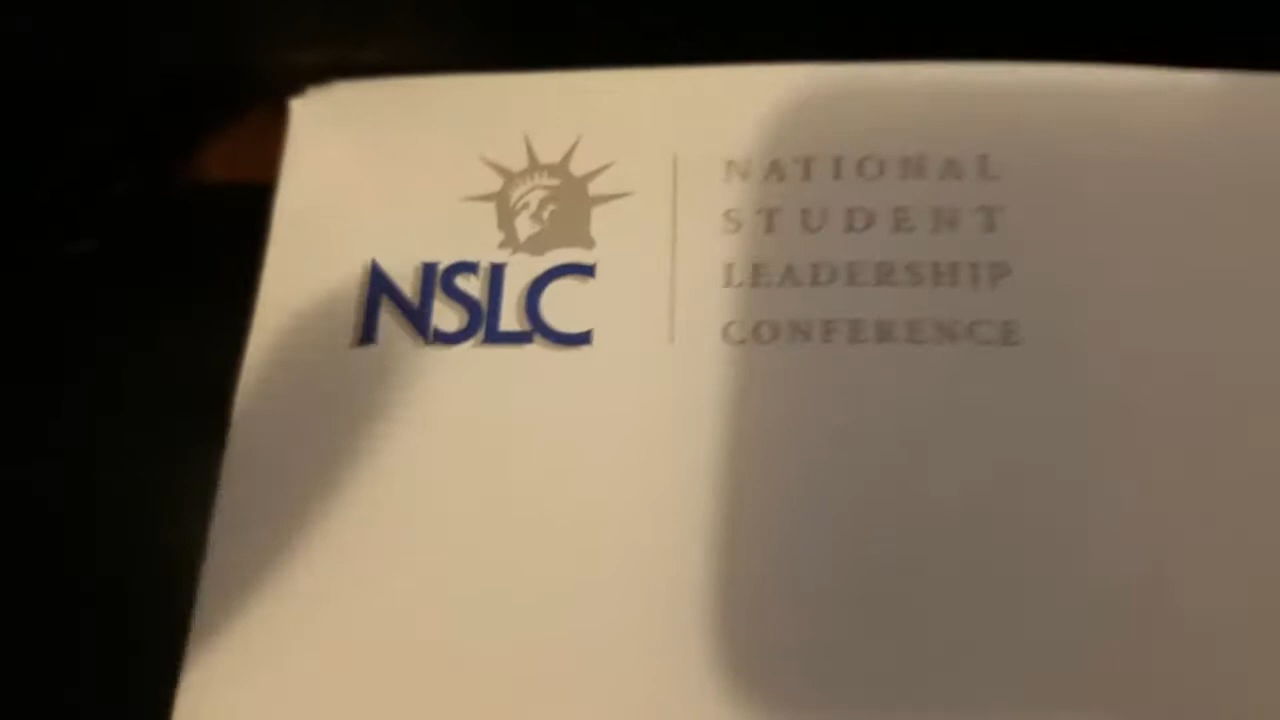 NSLC
NATIONAL
STUDENT
LEADERSHIP
CONFERENCE